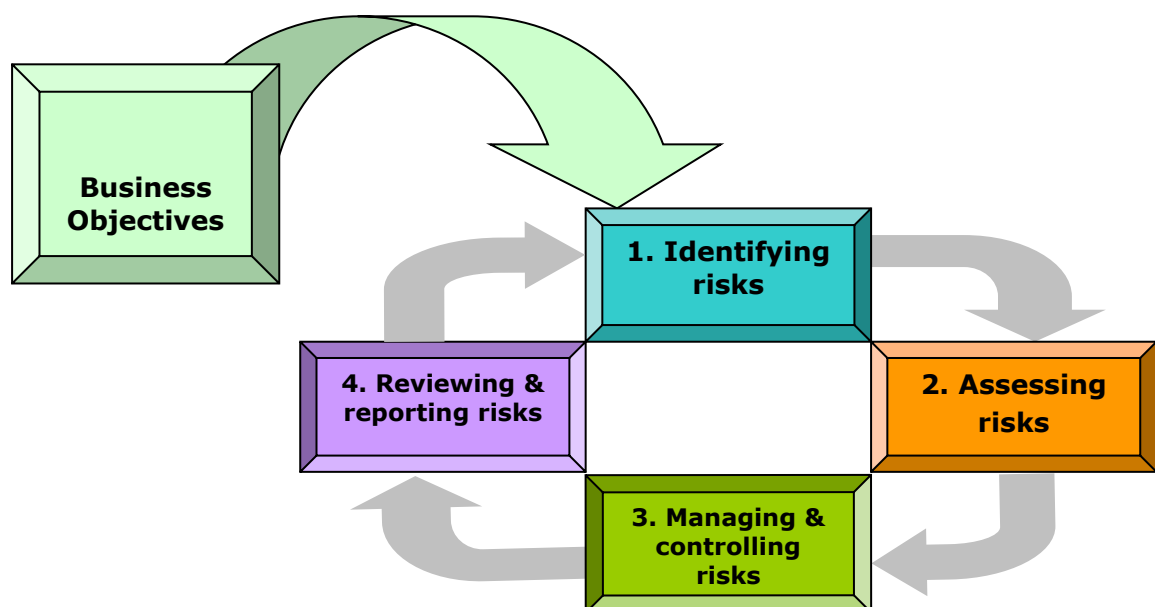 Business
Objectives
1. Identifying
risks
2. Assessing
risks
3. Managing &
controlling
risks
4. Reviewing &
reporting risks